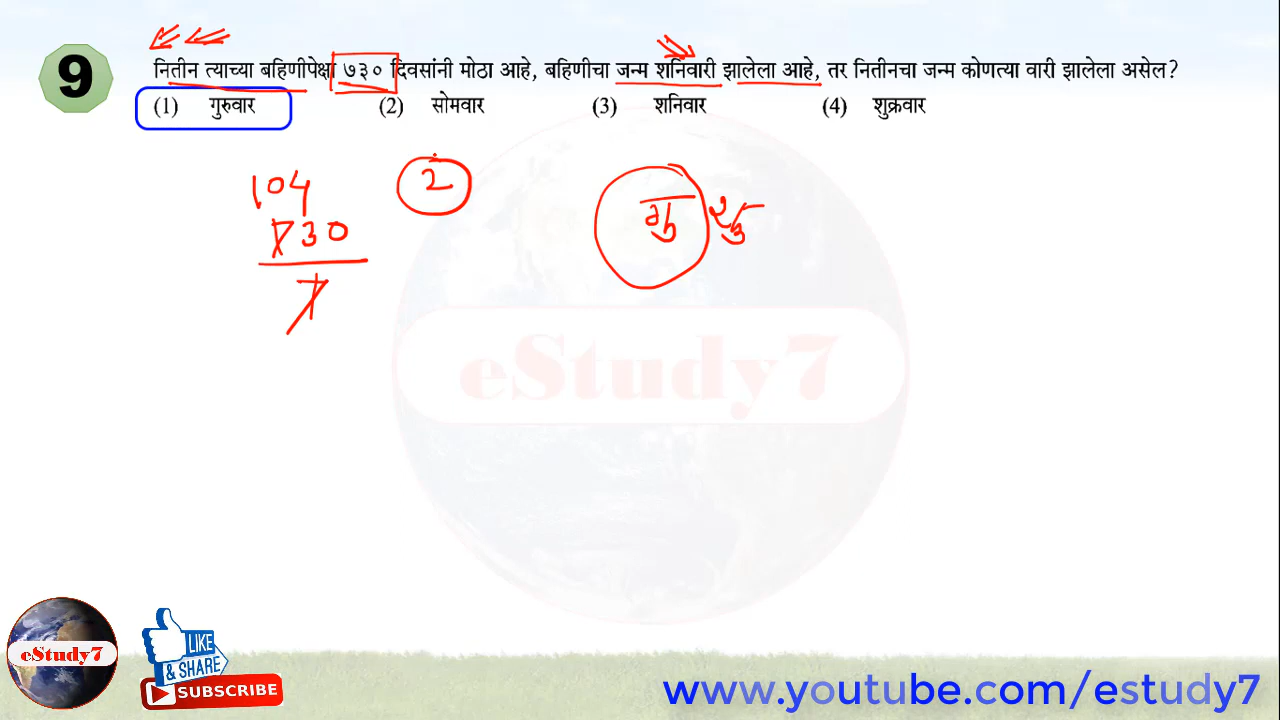 9 नितीन त्याच्या बहिणीपेक्षा ७३० दिवसांनी मोठा आहे, बहिणीचा जन्म शनिवारी झालेला आहे, तर नितीनचा जन्म कोणत्या वारी झालेला असेल?
(1) गुरुवार (2) सोमवार (3) शनिवार (4) शुक्रवार
104 2
730 गु शु
7
eStudy7
eStudy7
LIKE
& SHARE
SUBSCRIBE
www.youtube.com/estudy7